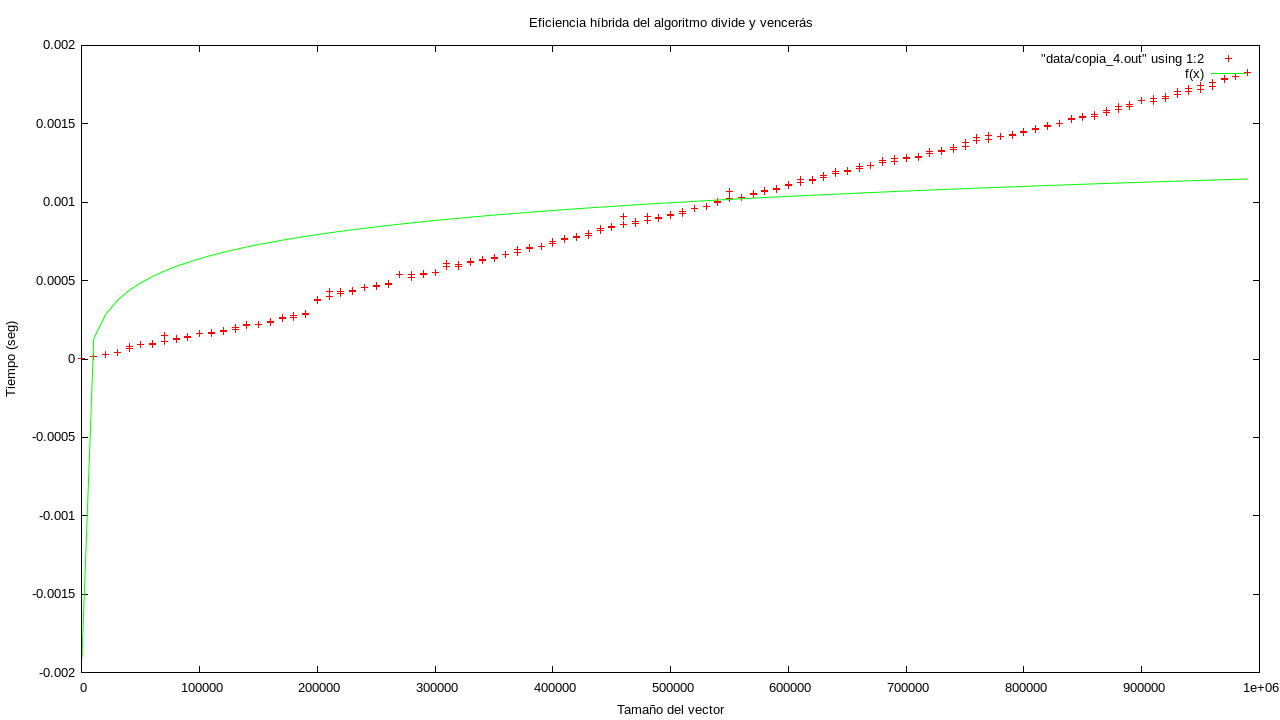 Eficiencia híbrida del algoritmo divide y vencerás
"data/copia_4.out" using 1:2
f(x)
0.002
0.0015
0.001
0.0005
0
-0.0005
-0.001
-0.0015
-0.002
Tiempo (seg)
0 100000 200000 300000 400000 500000 600000 700000 800000 900000 1e+06
Tamaño del vector